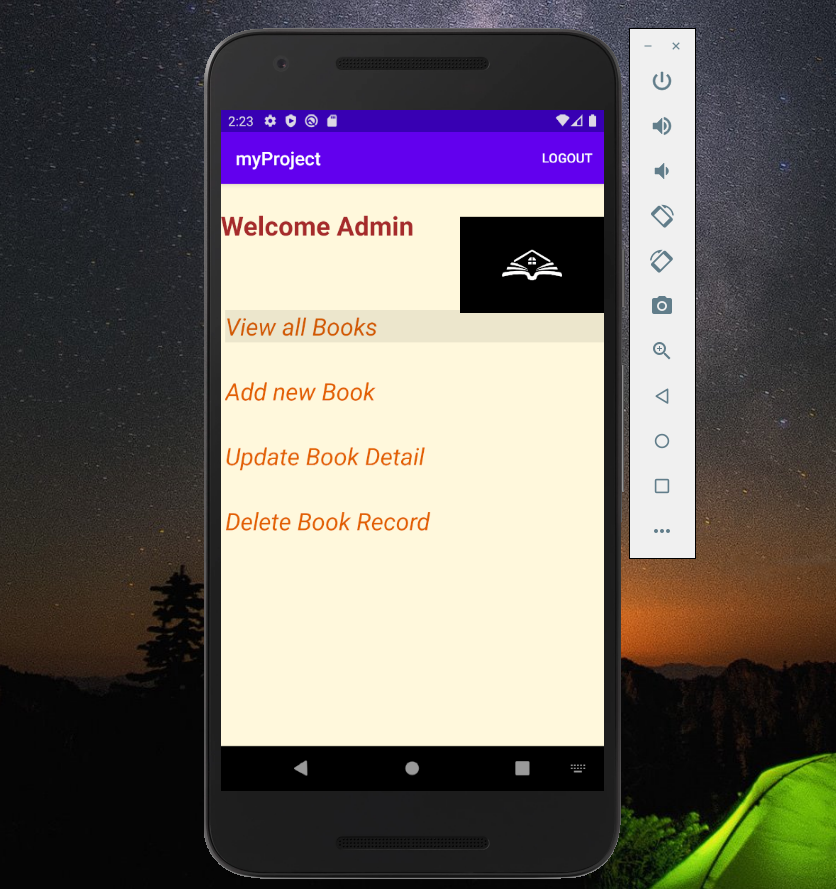 2:23
myProject LOGOUT
Welcome Admin
View all Books
Add new Book
Update Book Detail
Delete Book Record